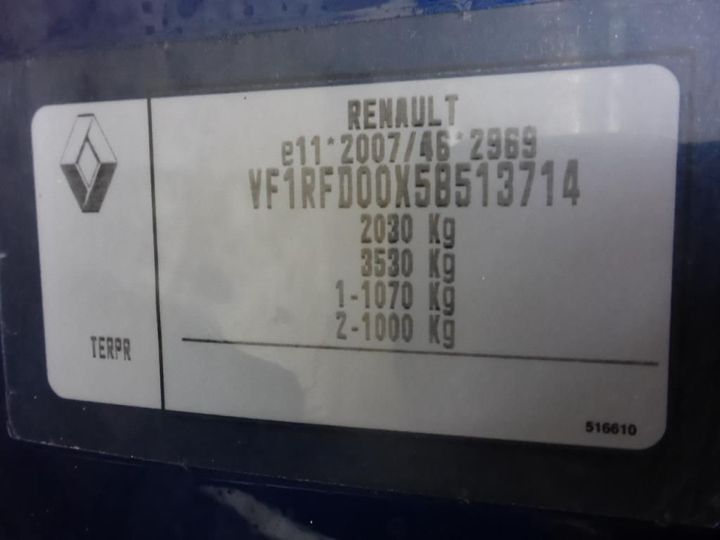 RENAULT
e11*2007/46*2969
VF1RFD00X58513714
2030 Kg
3530 Kg
1-1070 Kg
2-1000 Kg
TERPR
516610